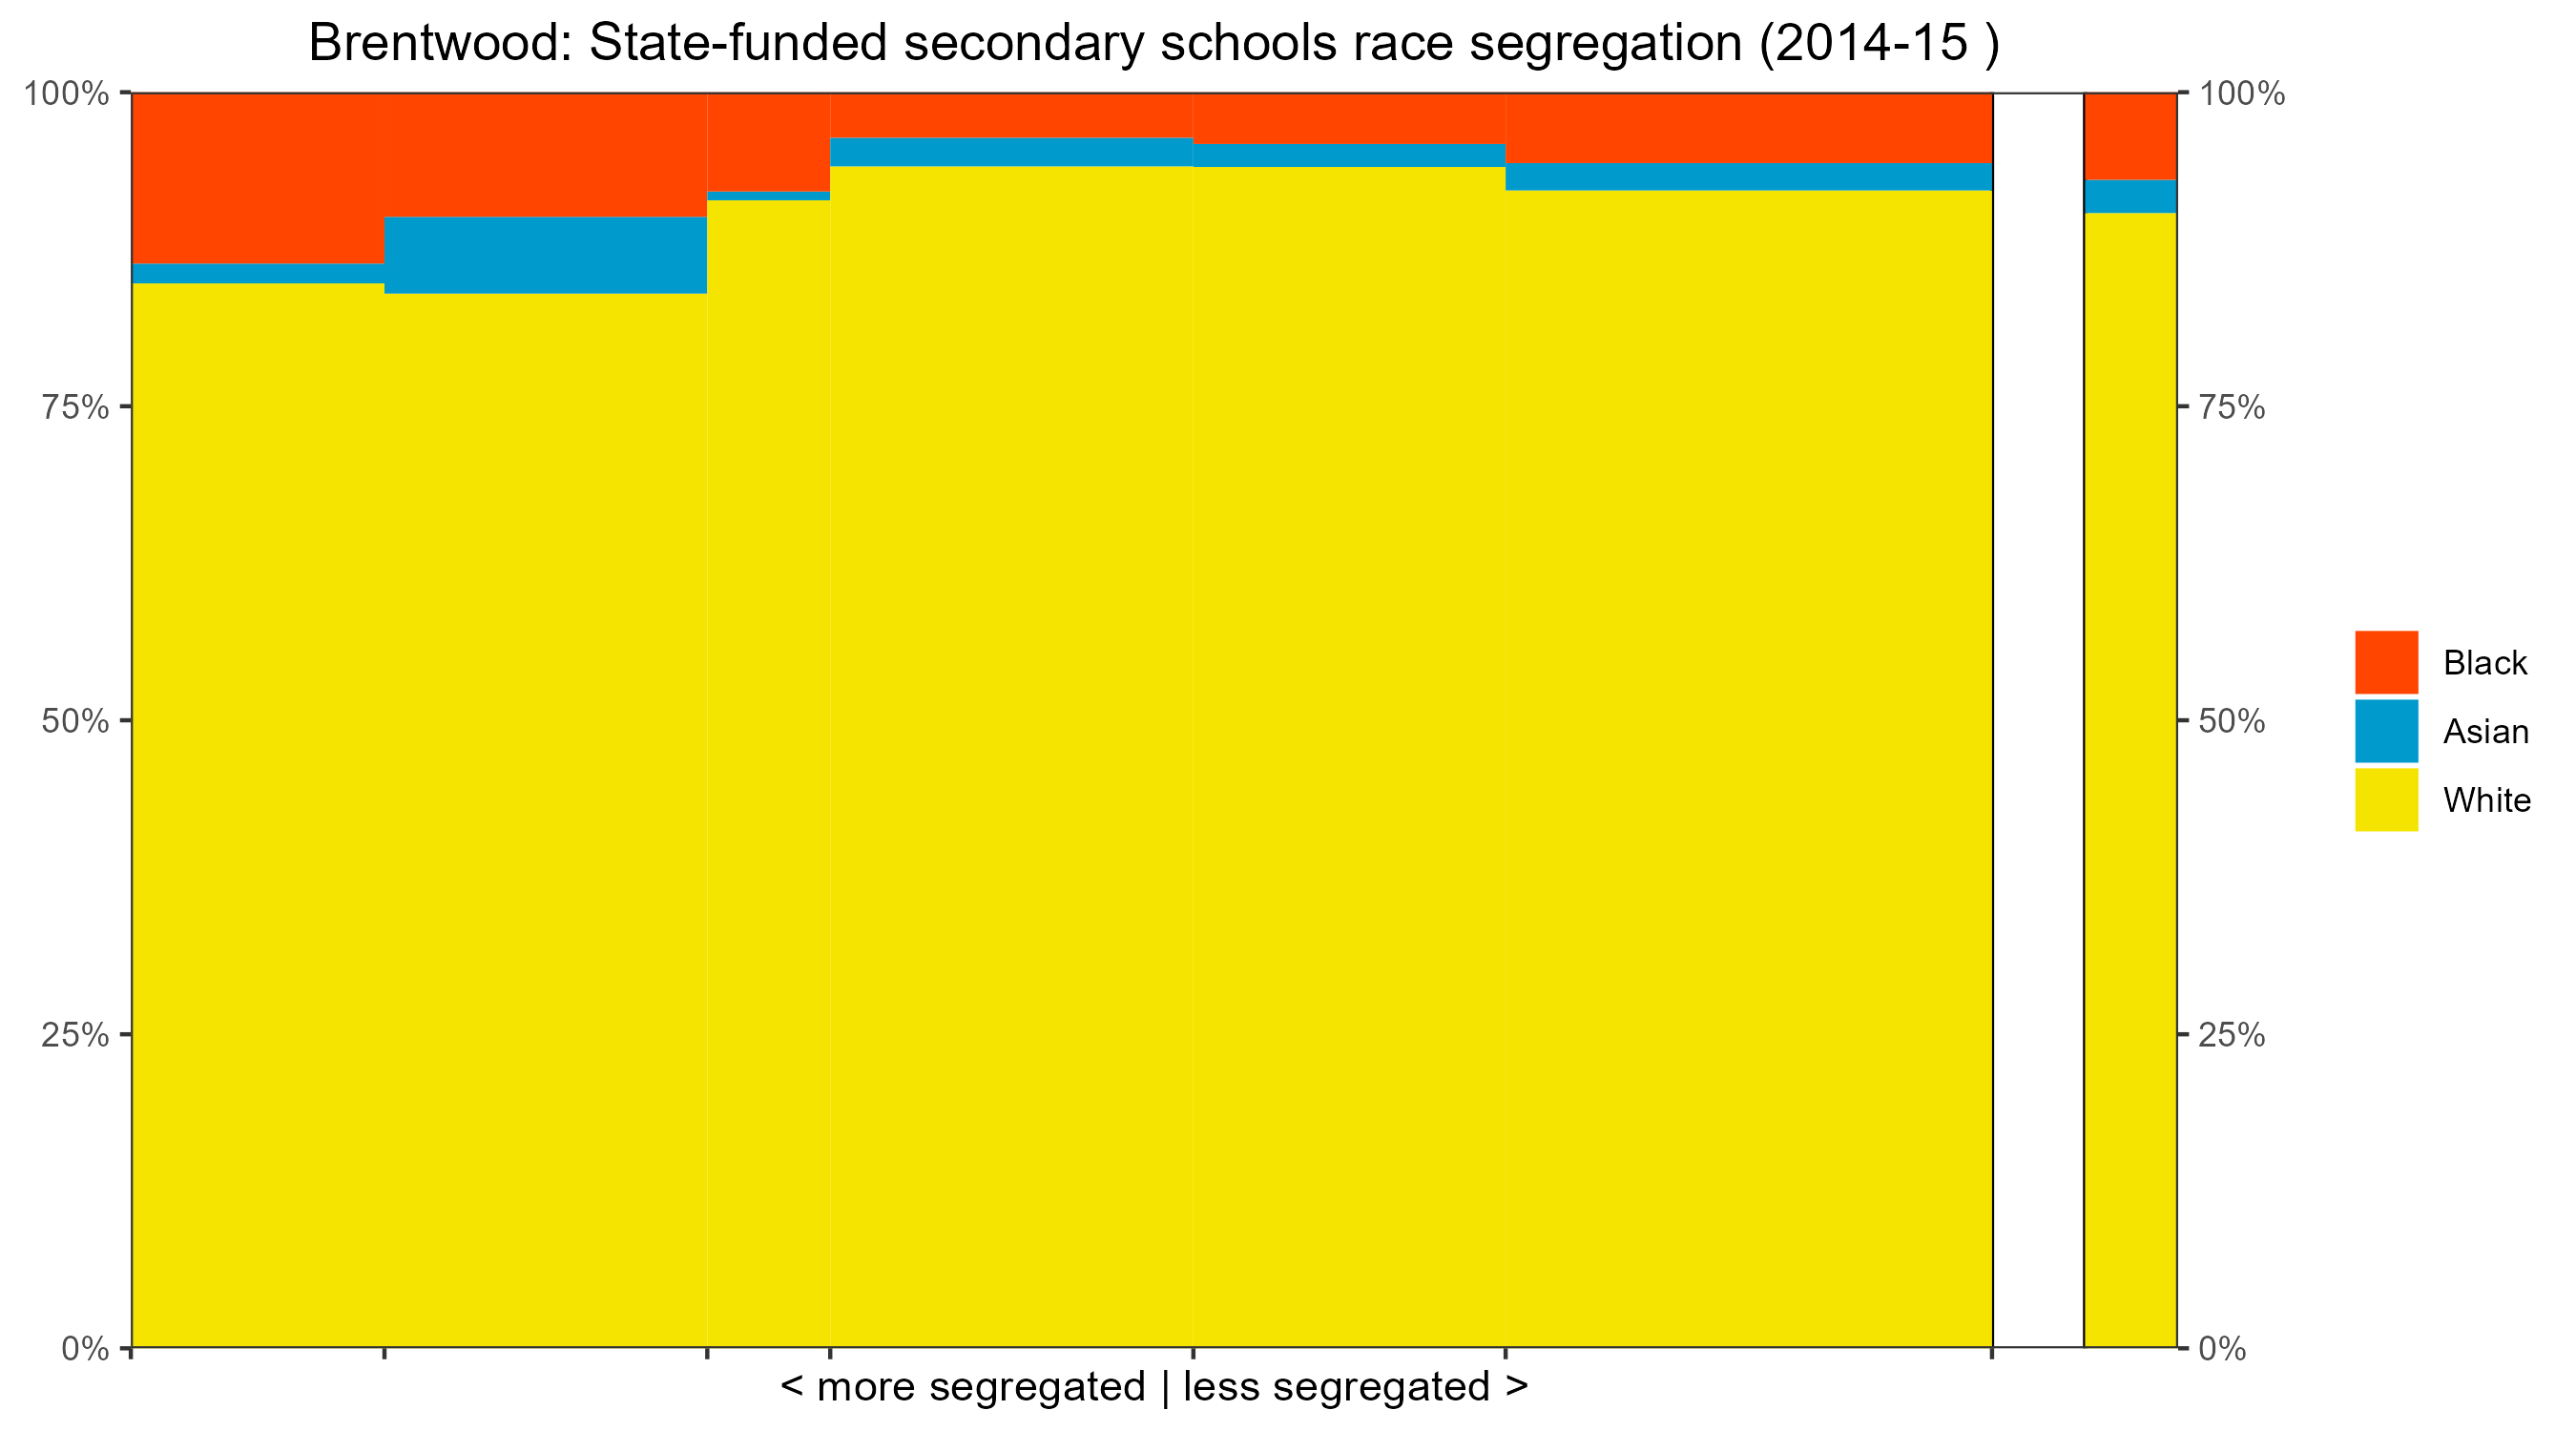 Brentwood: State-funded secondary schools race segregation (2014-15 )
100%
75%
50%
25%
0%
100%
75%
50%
25%
0%
Black
Asian
White
< more segregated | less segregated >